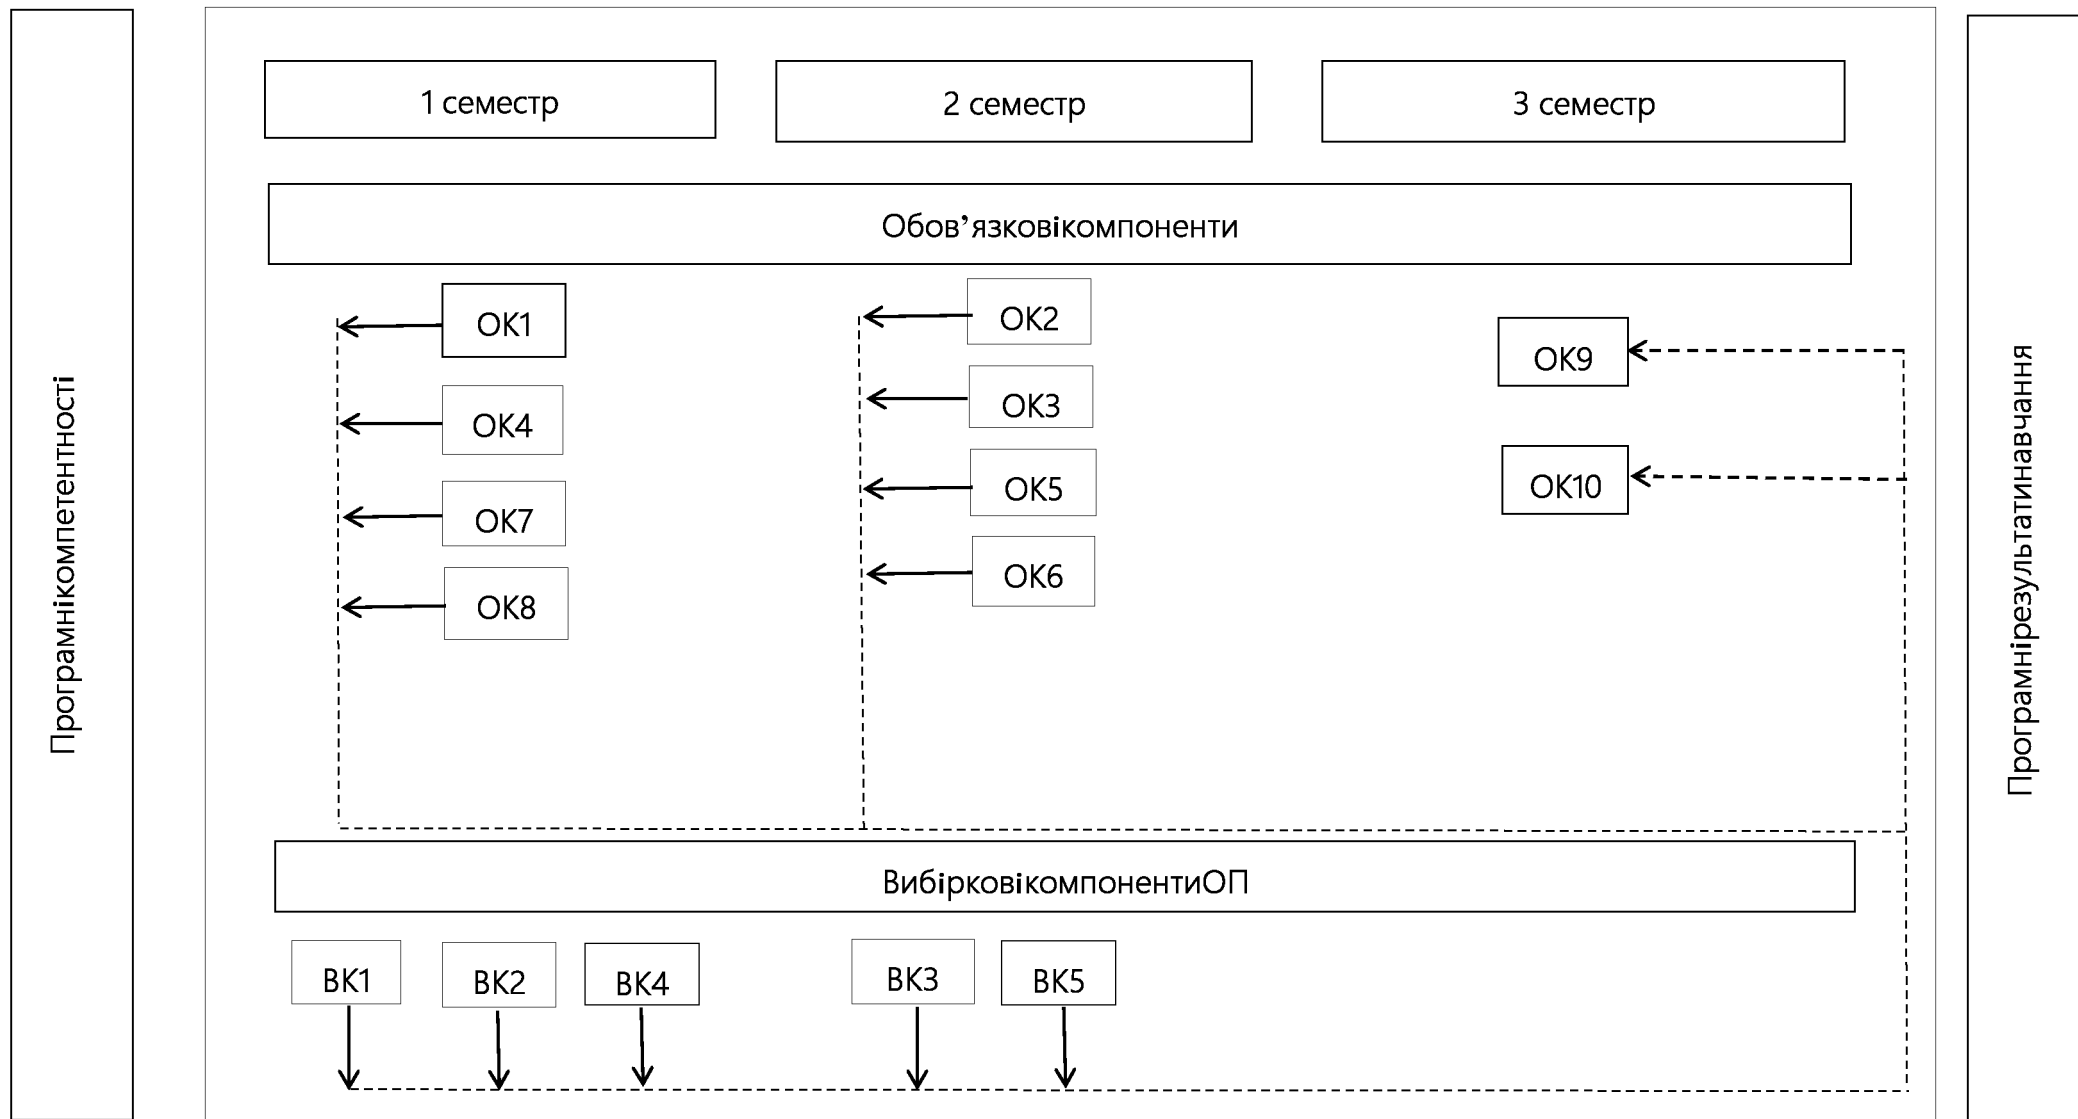 Програмнікомпетентності
1 семестр
2 семестр
3 семестр
Обов’язковікомпоненти
ОК1
ОК2
ОК9
ОК4
ОК3
ОК10
ОК7
ОК5
ОК8
ОК6
ВибірковікомпонентиОП
ВК1
ВК2
ВК4
ВК3
ВК5
Програмнірезультатинавчання